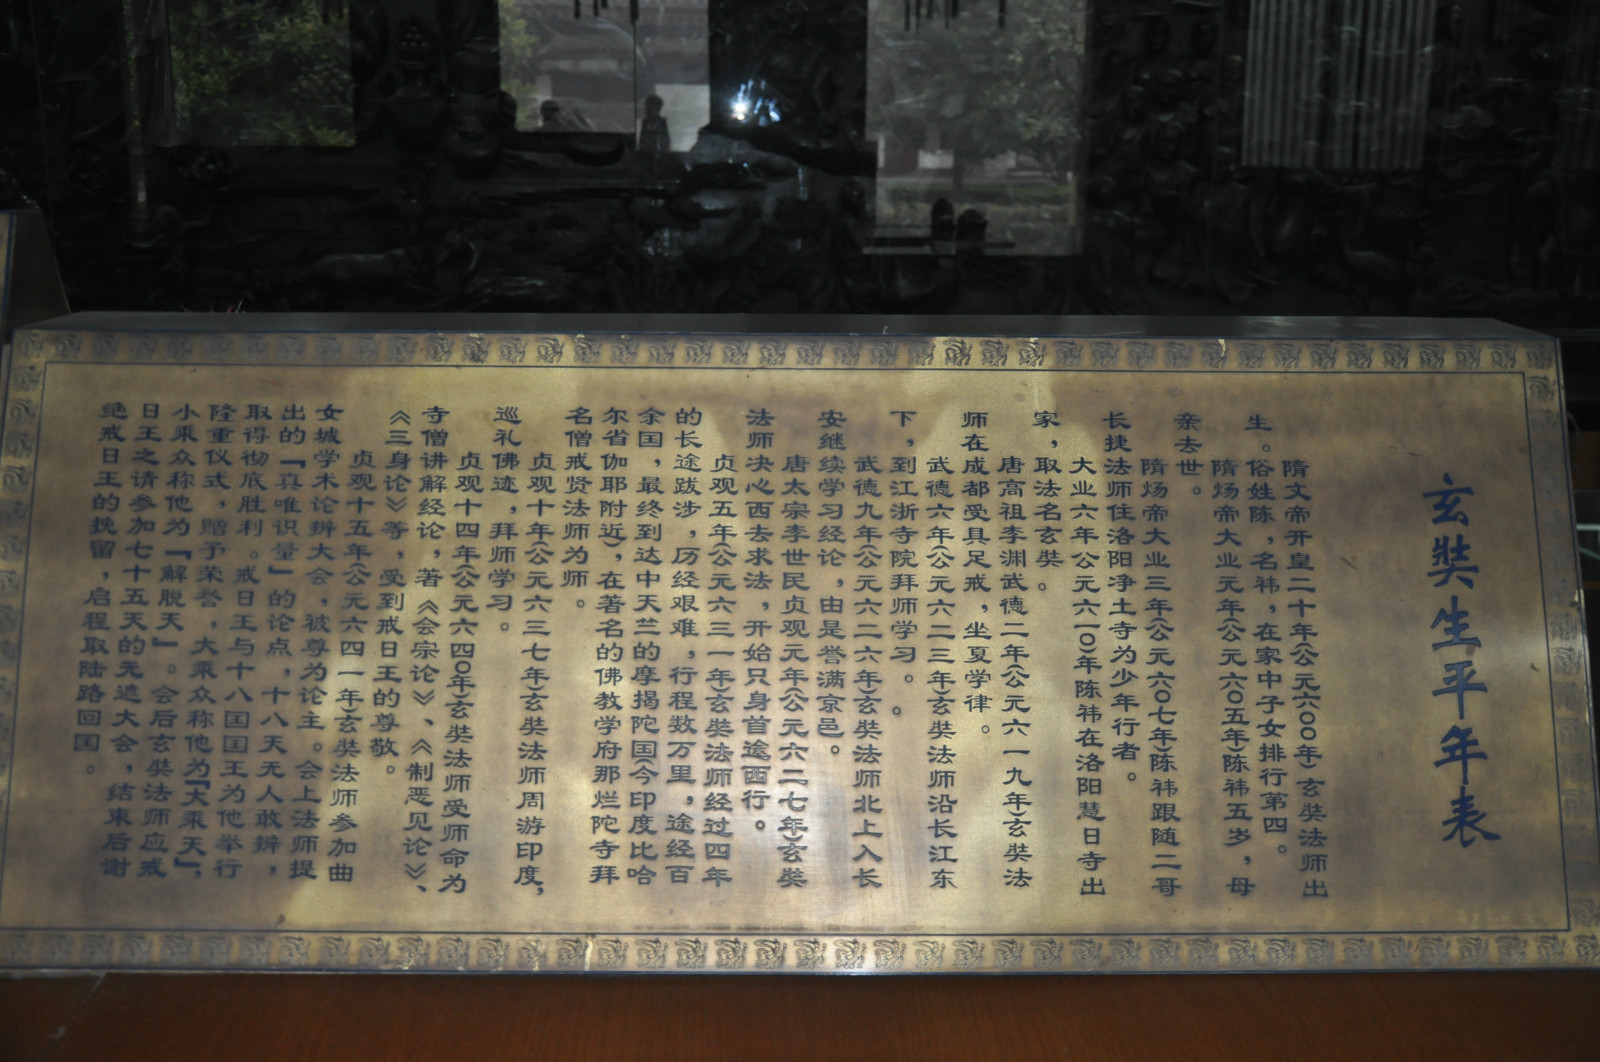 玄奘生平年表
隋文帝开皇二十年(公元六〇〇年)玄奘法师出
生。俗姓陈，名祎，在家中子女排行第四。
隋炀帝大业元年(公元六〇五年)陈祎五岁，母
亲去世。
隋炀帝大业三年(公元六〇七年)陈祎跟随二哥
长捷法师住洛阳净土寺为少年行者。
大业六年(公元六一〇)年陈祎在洛阳慧日寺出
家，取法名玄奘。
唐高祖李渊武德二年(公元六一九年)玄奘法
师在成都受具足戒，坐夏学律。
武德六年(公元六二三年)玄奘法师沿长江东
下，到江浙寺院拜师学习。
武德九年(公元六二六年)玄奘法师北上入长
安继续学习经论，由是誉满京邑。
唐太宗李世民贞观元年(公元六二七年)玄奘
法师决心西去求法，开始只身首途西行。
贞观五年(公元六三一年)玄奘法师经过四年
的长途跋涉，历经艰难，行程数万里，途经百
余国，最终到达中天竺的摩揭陀国(今印度比哈
尔省伽耶附近)，在著名的佛教学府那烂陀寺拜
名僧戒贤法师为师。
贞观十年(公元六三七年)玄奘法师周游印度，
巡礼佛迹，拜师学习。
贞观十四年(公元六四〇年)玄奘法师受师命为
寺僧讲解经论，著《会宗论》、《制恶见论》、
《三身论》等，受到戒日王的尊敬。
贞观十五年(公元六四一年)玄奘法师参加曲
女城学术论辨大会，被尊为论主。会上法师提
出的「真唯识量」的论点，十八天无人敢辨，
取得彻底胜利。戒日王与十八国国王为他举行
隆重仪式，赠予荣誉，大乘众称他为「大乘天」，
小乘众称他为「解脱天」。会后玄奘法师应戒
日王之请参加七十五天的无遮大会，结束后谢
绝戒日王的挽留，启程取陆路回国。